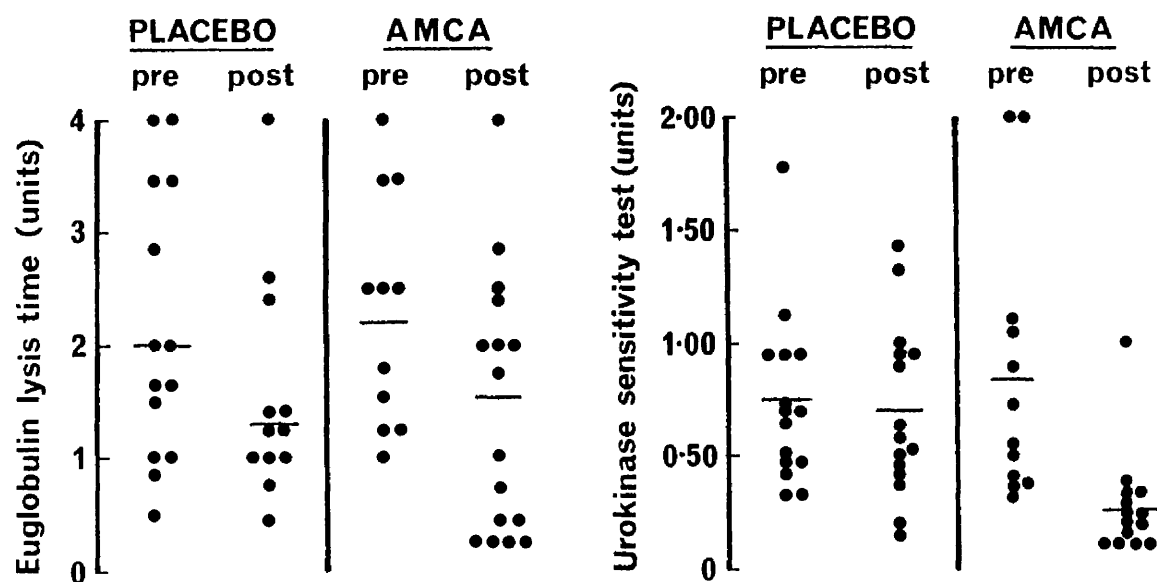 PLACEBO AMCA
pre post pre post
Euglobulin lysis time (units)
4
3
2
1
0
PLACEBO AMCA
pre post pre post
Urokinase sensitivity test (units)
2·00
1·50
1·00
0·50
0